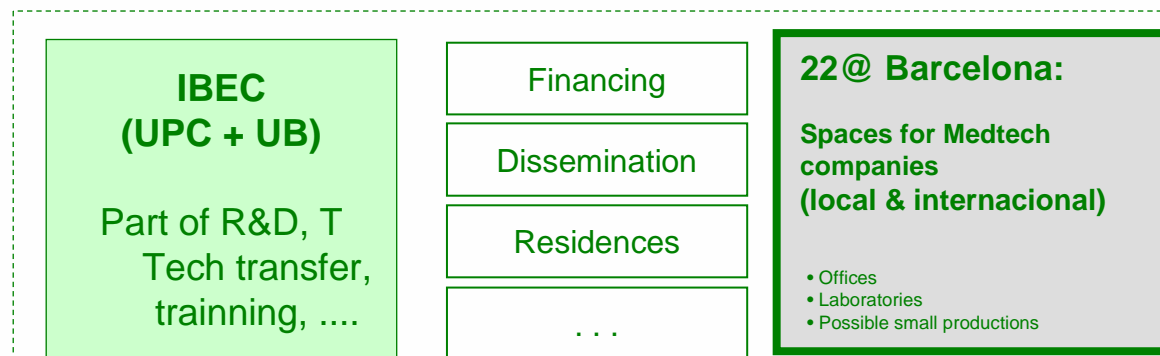 IBEC
(UPC + UB)
Part of R&D, T
Tech transfer,
trainning, ....
Financing
Dissemination
Residences
. . .
22@ Barcelona:
Spaces for Medtech
companies
(local & internacional)
• Offices
• Laboratories
• Possible small productions